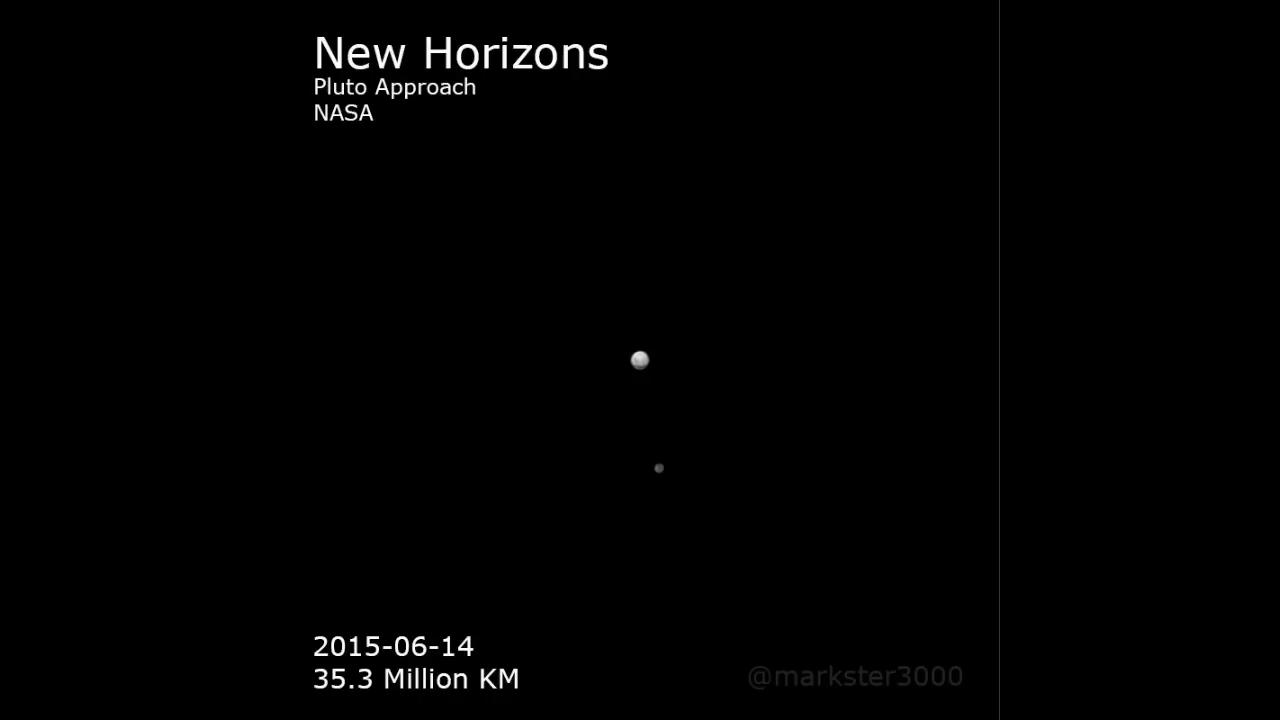 New Horizons
Pluto Approach
NASA
2015-06-14
35.3 Million KM
@markster3000